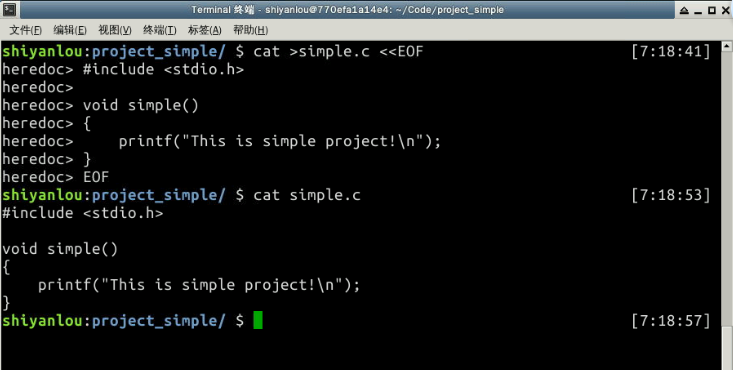 Terminal 终端 - shiyanlou@770efa1a14e4: ~/Code/project_simple
文件(F) 编辑(E) 视图(V) 终端(T) 标签(A) 帮助(H)
shiyanlou:project_simple/ $ cat >simple.c <<EOF [7:18:41]
heredoc> #include <stdio.h>
heredoc>
heredoc> void simple()
heredoc> {
heredoc>     printf("This is simple project!\n");
heredoc> }
heredoc> EOF
shiyanlou:project_simple/ $ cat simple.c [7:18:53]
#include <stdio.h>

void simple()
{
    printf("This is simple project!\n");
}
shiyanlou:project_simple/ $ [7:18:57]